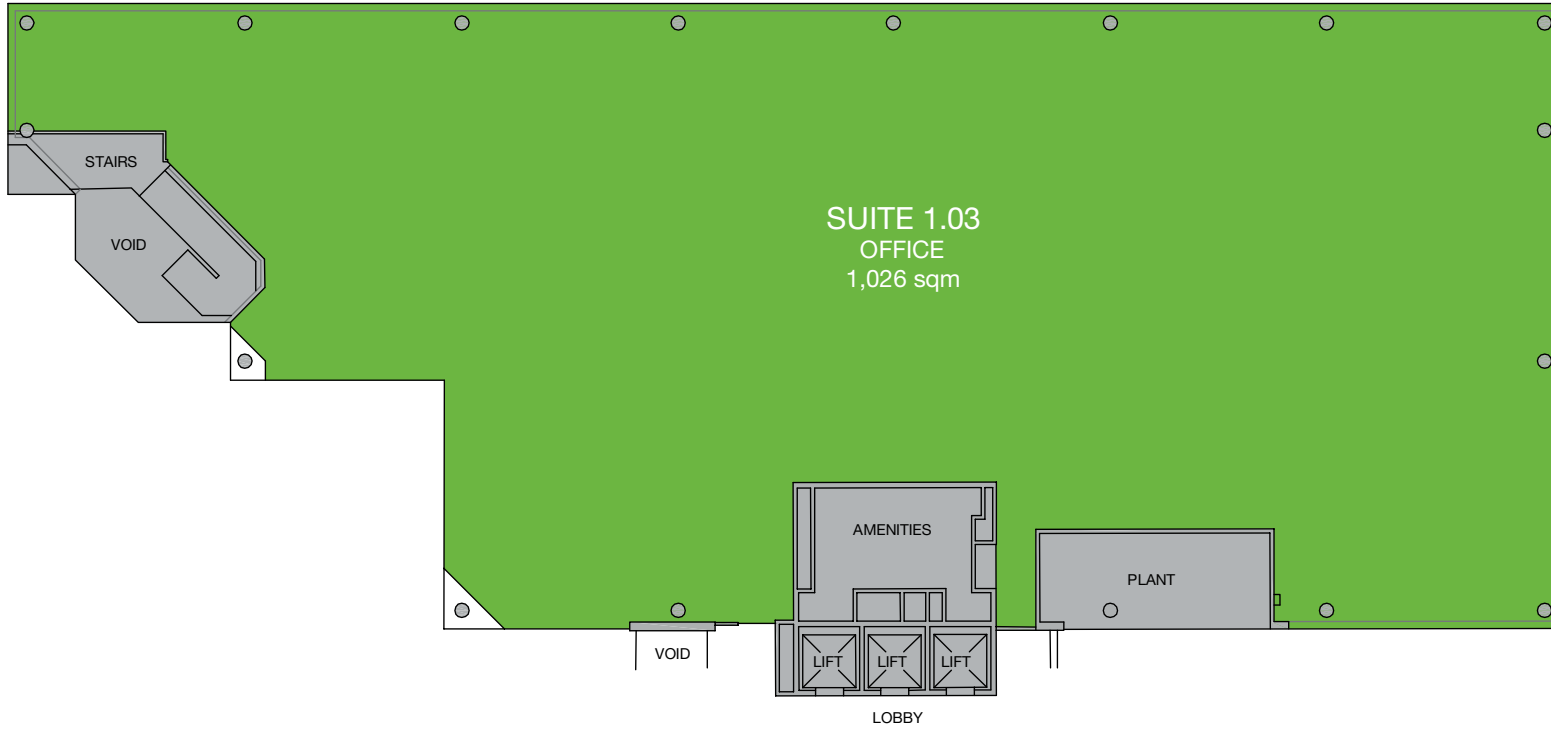 STAIRS
VOID
SUITE 1.03
OFFICE
1,026 sqm
AMENITIES
PLANT
VOID
LIFT
LIFT
LIFT
LOBBY